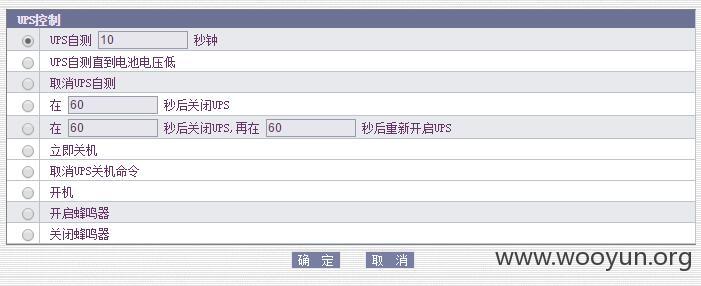 UPS控制
UPS自测 10 秒钟
UPS自测直到电池电压低
取消UPS自测
在 60 秒后关闭UPS
在 60 秒后关闭UPS,再在 60 秒后重新开启UPS
立即关机
取消UPS关机命令
开机
开启蜂鸣器
关闭蜂鸣器
确 定 取 消
www.wooyun.org